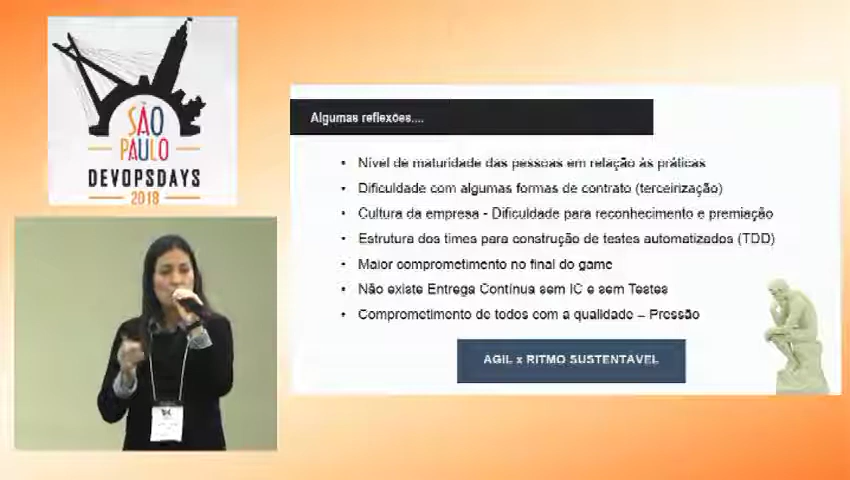 SÃO
PAULO
DEVOPSDAYS
2018
Algumas reflexões....
• Nível de maturidade das pessoas em relação às práticas
• Dificuldade com algumas formas de contrato (terceirização)
• Cultura da empresa - Dificuldade para reconhecimento e premiação
• Estrutura dos times para construção de testes automatizados (TDD)
• Maior comprometimento no final do game
• Não existe Entrega Contínua sem IC e sem Testes
• Comprometimento de todos com a qualidade – Pressão
AGIL x RITMO SUSTENTÁVEL